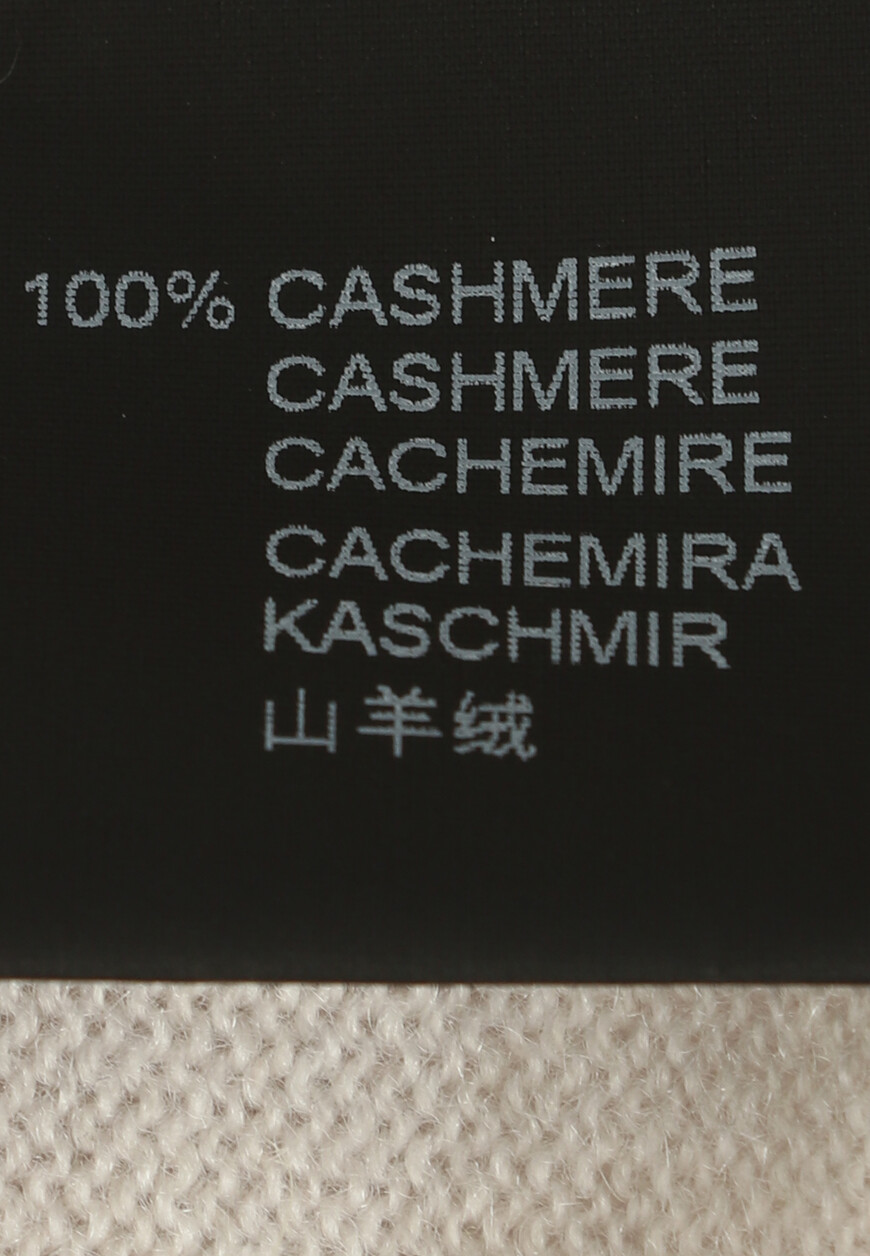 100% CASHMERE
CASHMERE
CACHEMIRE
CACHEMIRA
KASCHMIR
山羊绒